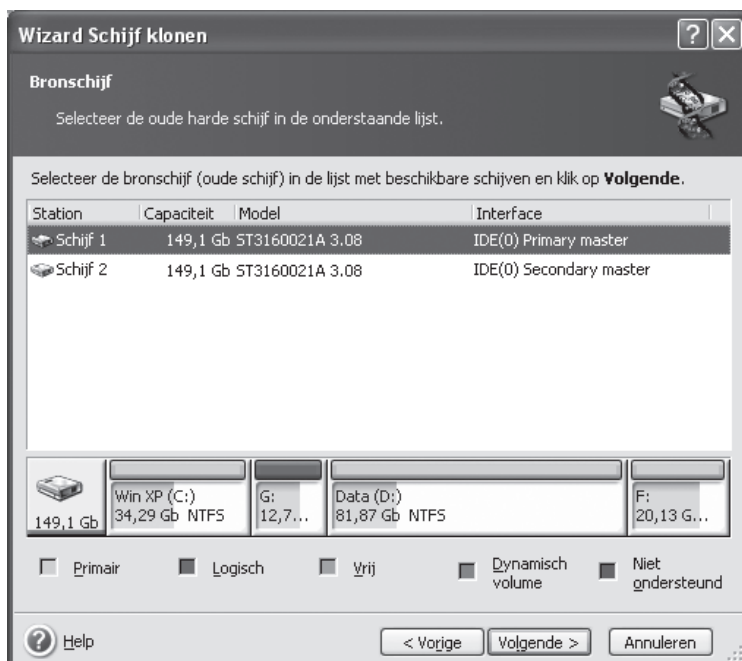 Wizard Schijf klonen
Bronschijf
Selecteer de oude harde schijf in de onderstaande lijst.
Selecteer de bronschijf (oude schijf) in de lijst met beschikbare schijven en klik op Volgende.
Station Capaciteit Model Interface
Schijf 1 149,1 Gb ST3160021A 3.08 IDE(0) Primary master
Schijf 2 149,1 Gb ST3160021A 3.08 IDE(0) Secondary master
149,1 Gb
Win XP (C:)
34,29 Gb NTFS
G:
12,7...
Data (D:)
81,87 Gb NTFS
F:
20,13 G...
Primair Logisch Vrij Dynamisch volume Niet ondersteund
Help < Vorige Volgende > Annuleren